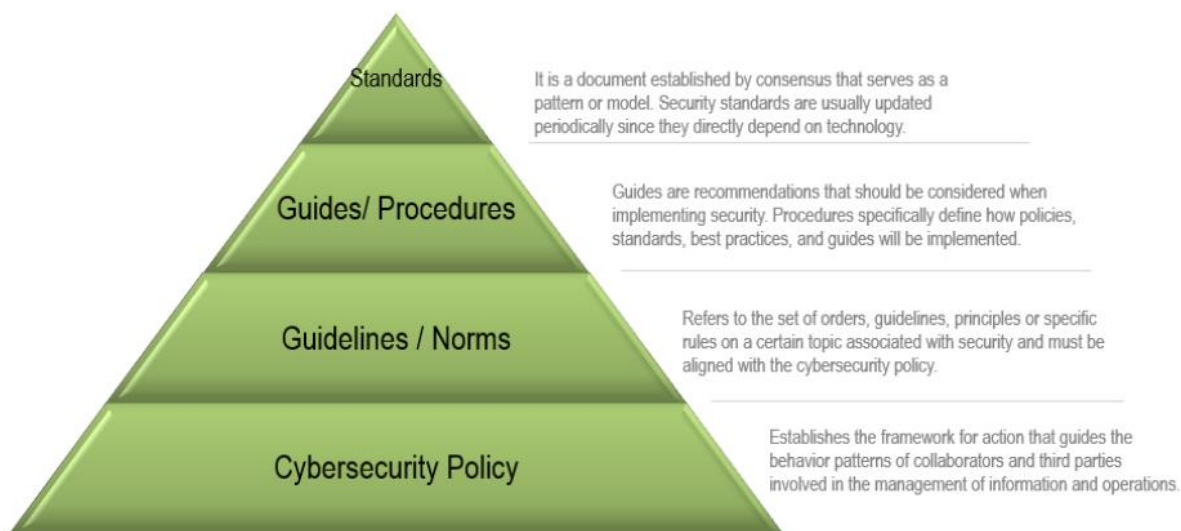 Standards
It is a document established by consensus that serves as a
pattern or model. Security standards are usually updated
periodically since they directly depend on technology.
Guides/ Procedures
Guides are recommendations that should be considered when
implementing security. Procedures specifically define how policies,
standards, best practices, and guides will be implemented.
Guidelines / Norms
Refers to the set of orders, guidelines, principles or specific
rules on a certain topic associated with security and must be
aligned with the cybersecurity policy.
Cybersecurity Policy
Establishes the framework for action that guides the
behavior patterns of collaborators and third parties
involved in the management of information and operations.